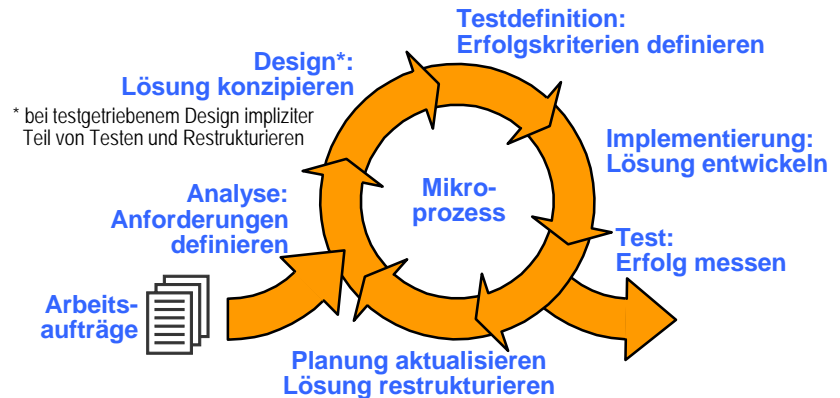 Testdefinition:
Erfolgskriterien definieren
Design*:
Lösung konzipieren
* bei testgetriebenem Design impliziter
Teil von Testen und Restrukturieren
Implementierung:
Lösung entwickeln
Mikro-
prozess
Analyse:
Anforderungen
definieren
Test:
Erfolg messen
Arbeits-
aufträge
Planung aktualisieren
Lösung restrukturieren